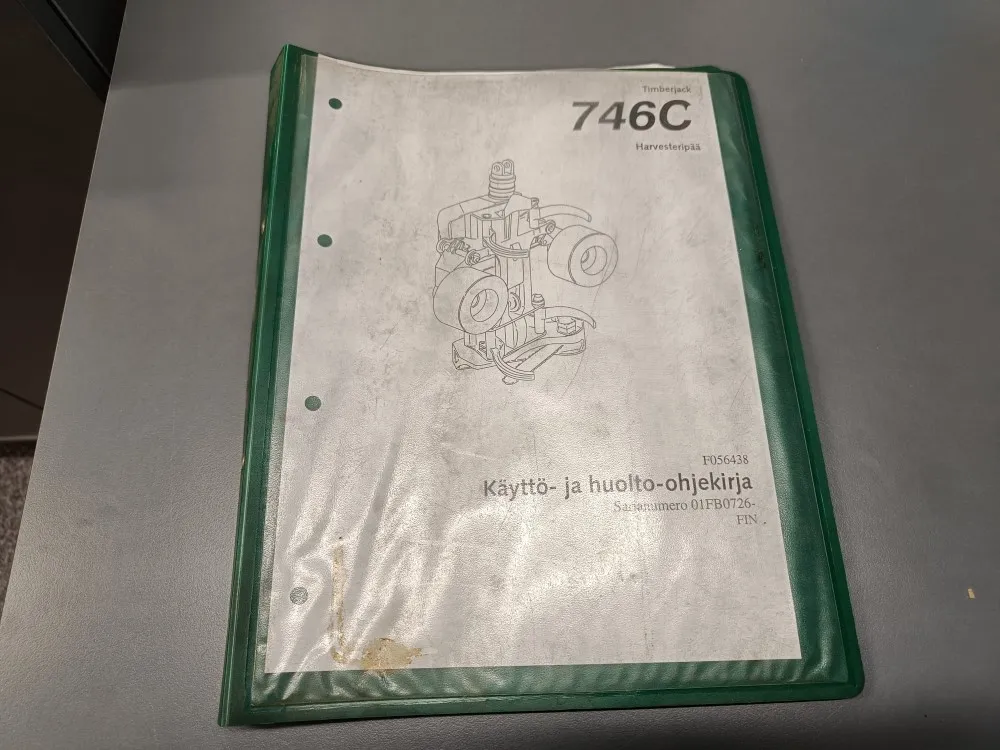 Timberjack
746C
Harvesteripää
F056438
Käyttö- ja huolto-ohjekirja
Sarjanumero 01FB0726-
FIN